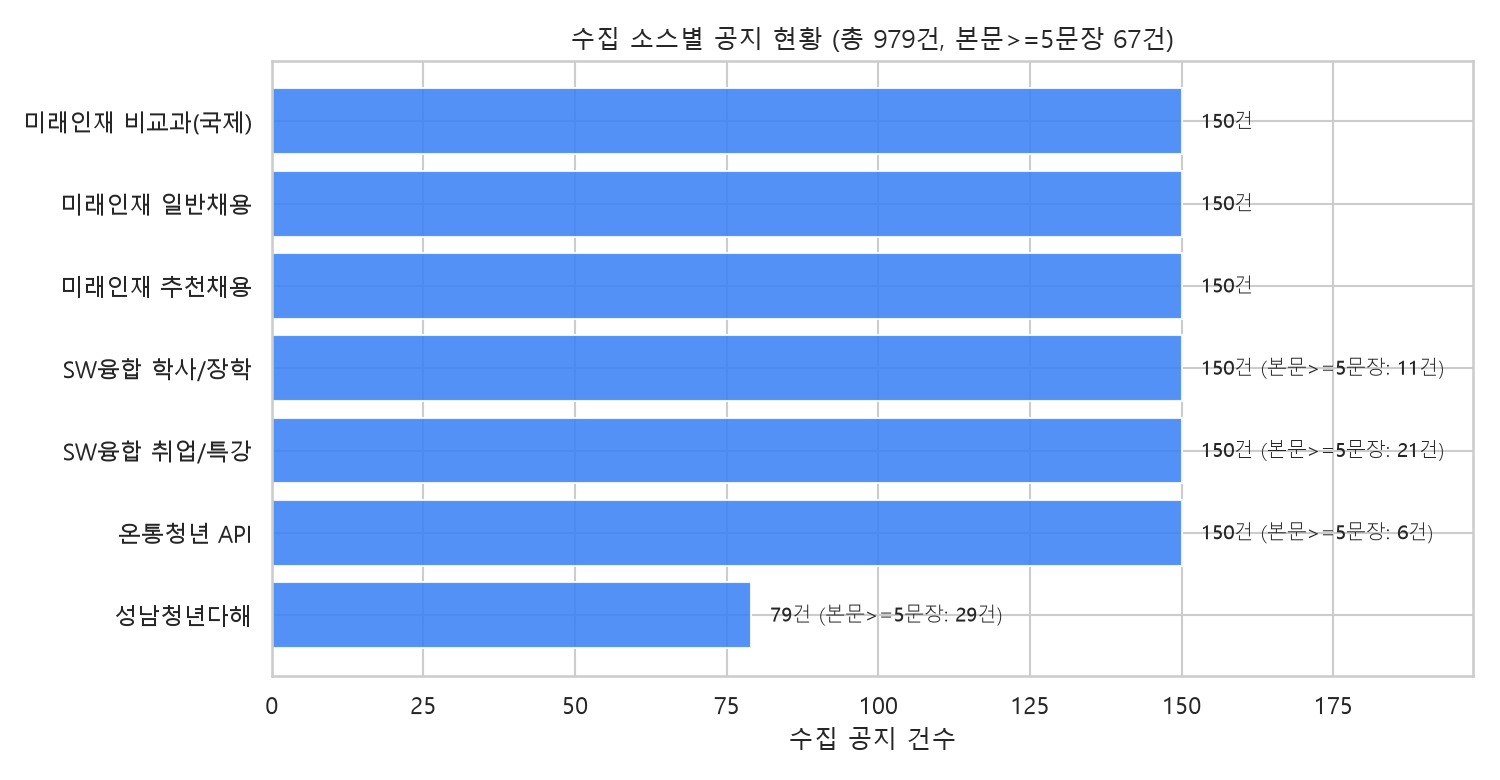 수집 소스별 공지 현황 (총 979건, 본문>=5문장 67건)
미래인재 비교과(국제) 150건
미래인재 일반채용 150건
미래인재 추천채용 150건
SW융합 학사/장학 150건 (본문>=5문장: 11건)
SW융합 취업/특강 150건 (본문>=5문장: 21건)
온통청년 API 150건 (본문>=5문장: 6건)
성남청년다해 79건 (본문>=5문장: 29건)
0 25 50 75 100 125 150 175
수집 공지 건수